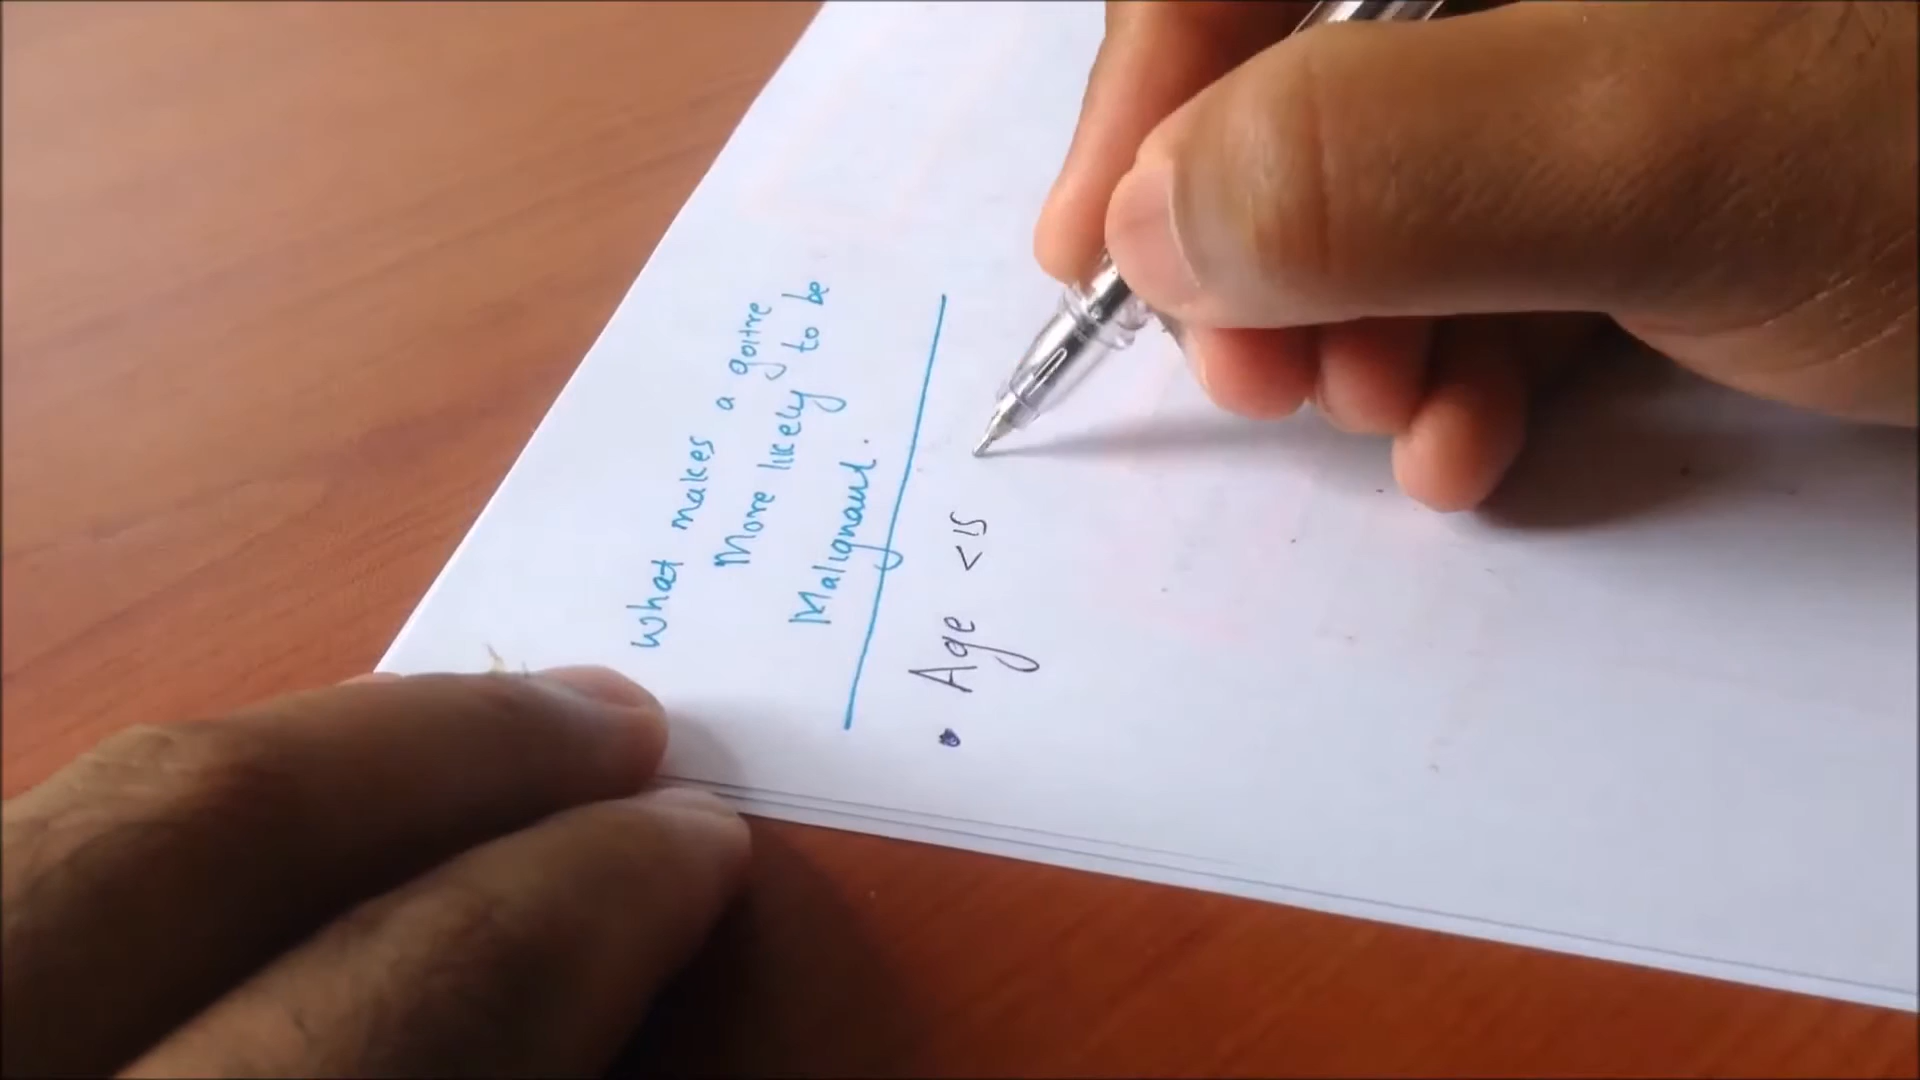 What makes a goitre
More likely to be
Malignant.
• Age <15